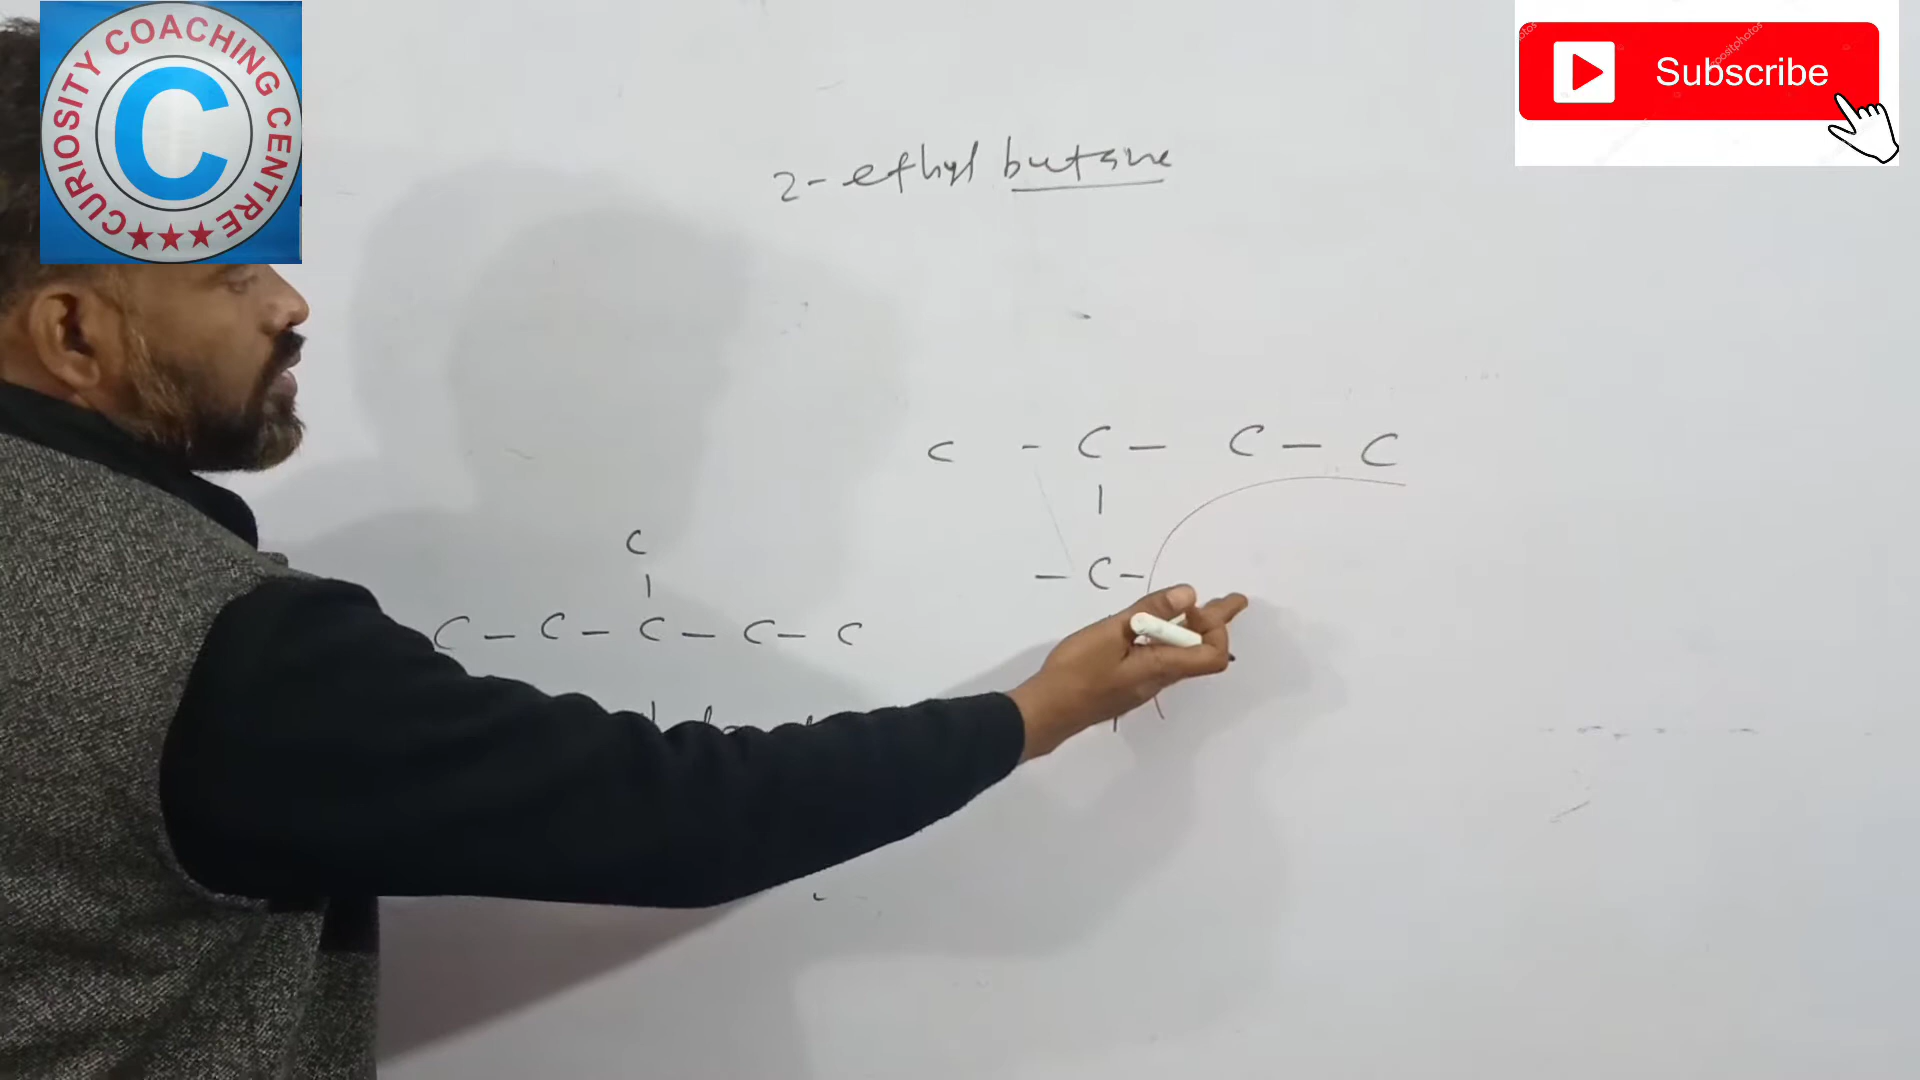 CURIOSITY COACHING CENTRE
C
Subscribe
2- ethyl butane
C - C - C - C
|
- C -
C
|
C - C - C - C - C